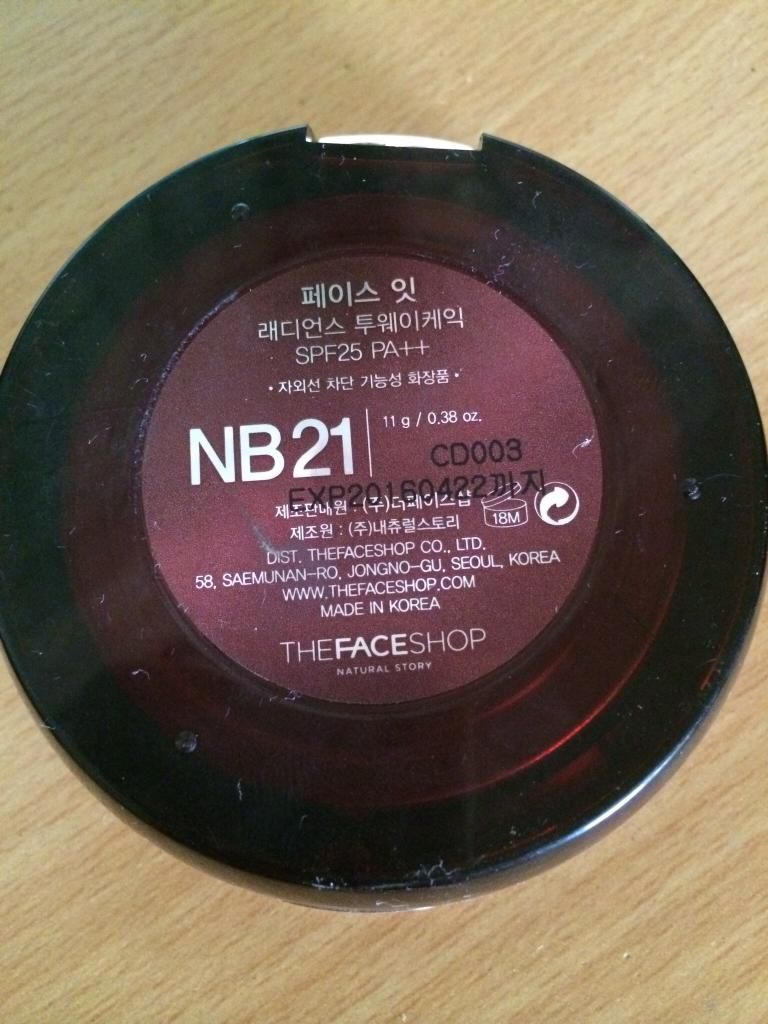 페이스 잇
래디언스 투웨이케익
SPF25 PA++
• 자외선 차단 기능성 화장품 •
NB21
11 g / 0.38 oz.
CD003
EXP20160422까지
제조판매원 : (주)더페이스샵
18M
제조원 : (주)내츄럴스토리
DIST. THEFACESHOP CO., LTD.
58, SAEMUNAN-RO, JONGNO-GU, SEOUL, KOREA
WWW.THEFACESHOP.COM
MADE IN KOREA
THEFACESHOP
NATURAL STORY